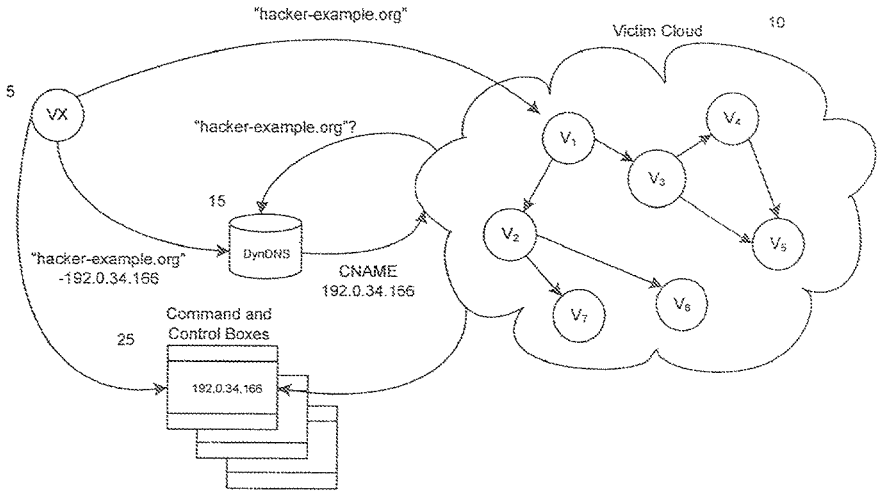 "hacker-example.org"
Victim Cloud
10
5
VX
"hacker-example.org"?
V1
V4
V3
15
DynDNS
V2
V5
"hacker-example.org"
-192.0.34.166
CNAME
192.0.34.166
V7
V6
Command and
Control Boxes
25
192.0.34.166